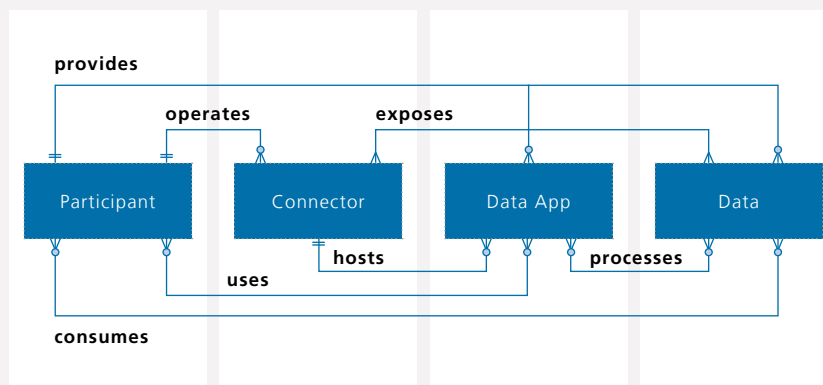 provides
operates
exposes
Participant
Connector
Data App
Data
hosts
processes
uses
consumes